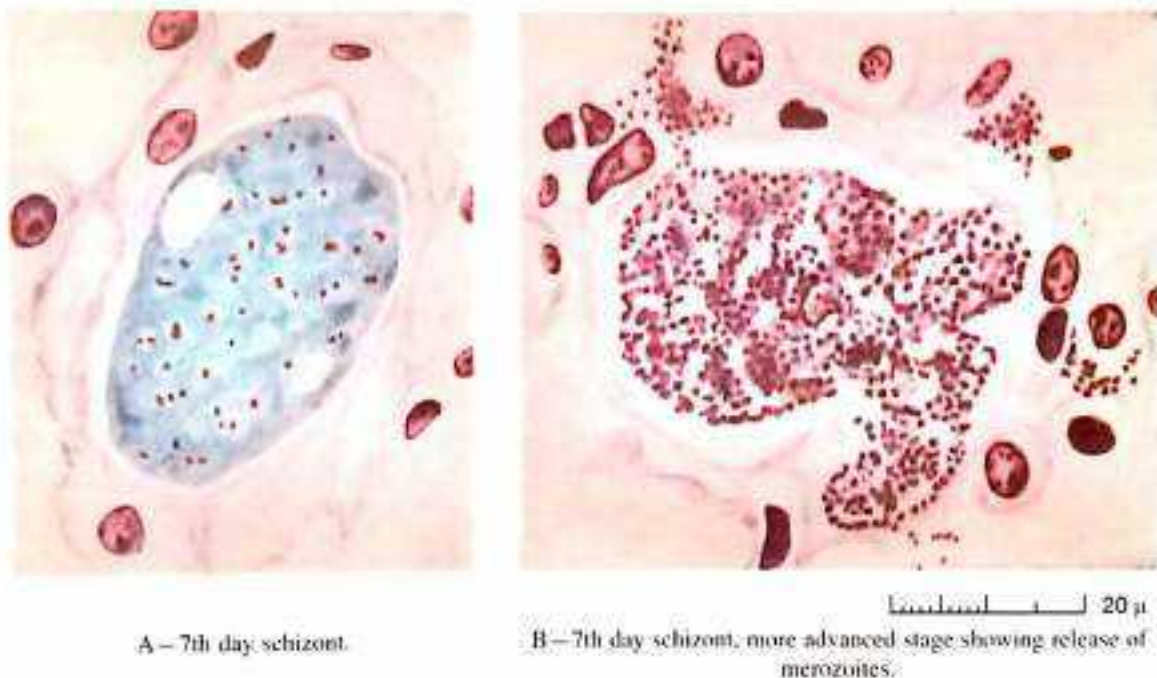 20 μ
A – 7th day schizont.
B – 7th day schizont, more advanced stage showing release of
merozoites.